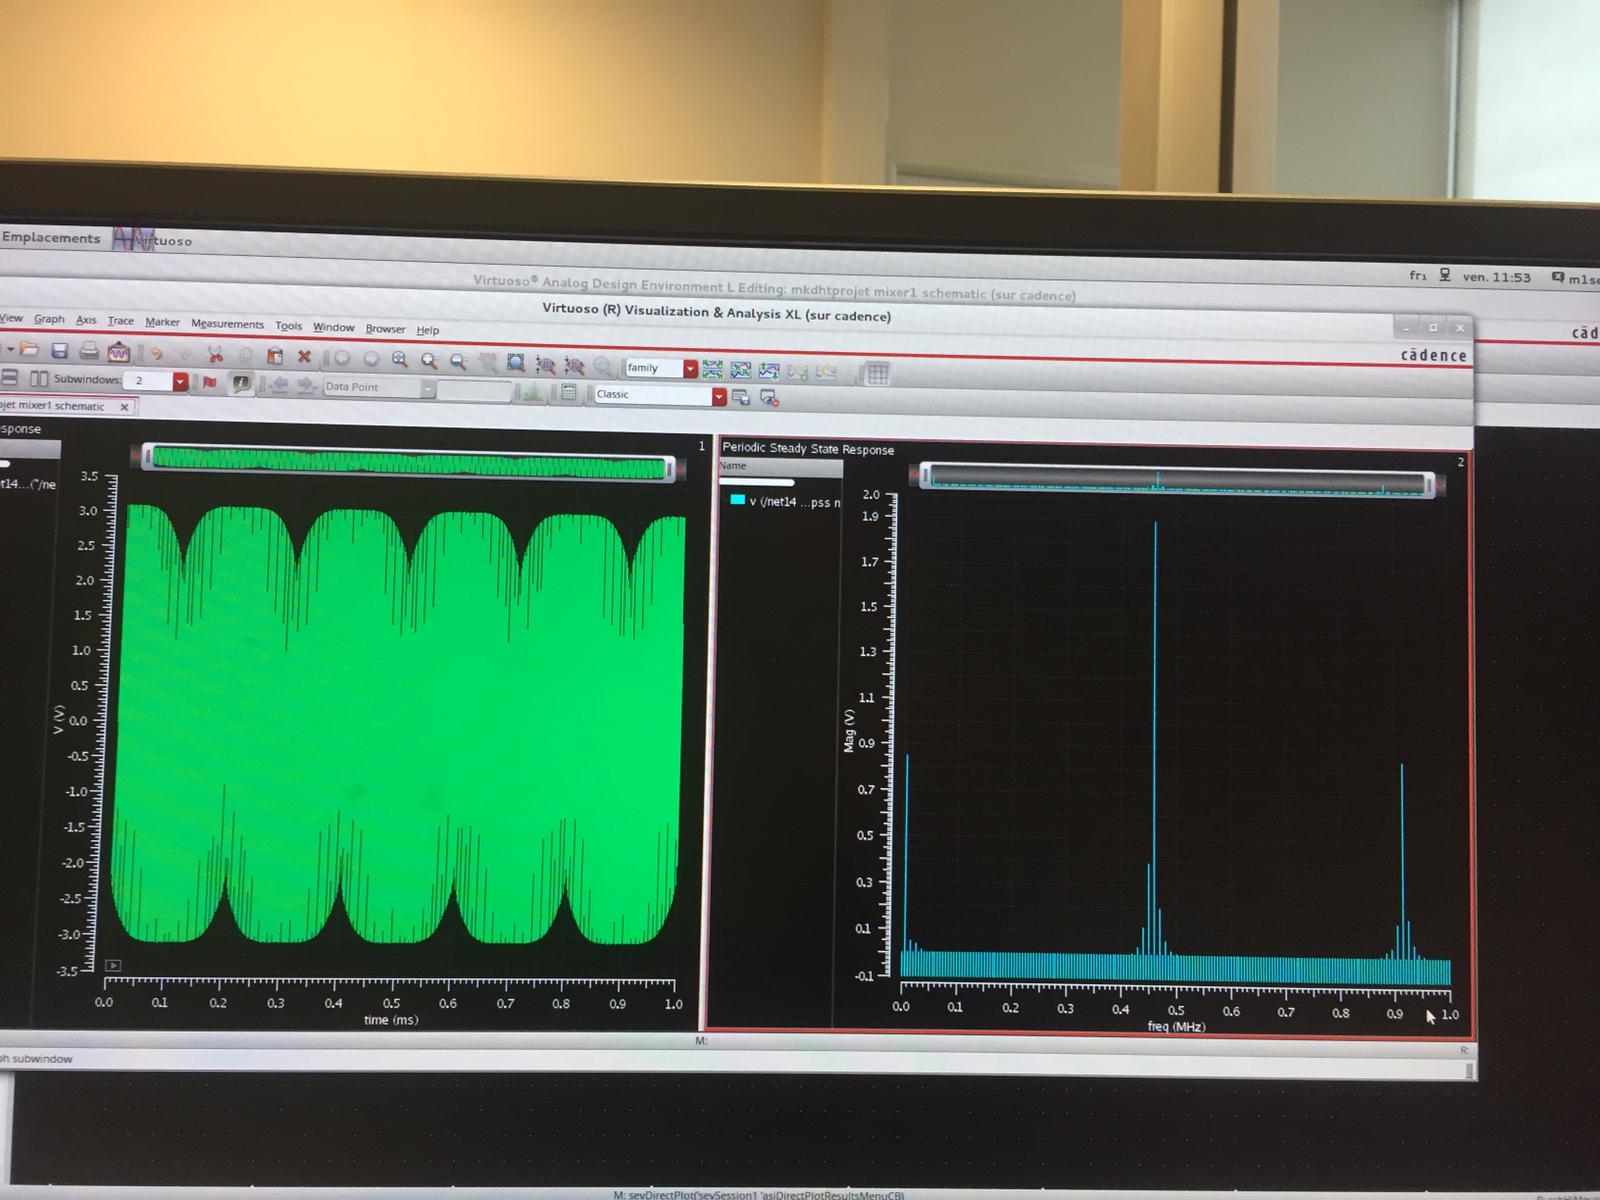 Emplacements Virtuoso
fr1 ven. 11:53
Virtuoso® Analog Design Environment L Editing: mkdhtprojet mixer1 schematic (sur cadence)
Virtuoso (R) Visualization & Analysis XL (sur cadence)
View Graph Axis Trace Marker Measurements Tools Window Browser Help
cādence
family
Subwindows: 2
Data Point
Classic
mixer1 schematic
1
3.5
3.0
2.5
2.0
1.5
1.0
0.5
0.0
-0.5
-1.0
-1.5
-2.0
-2.5
-3.0
-3.5
V (V)
0.0 0.1 0.2 0.3 0.4 0.5 0.6 0.7 0.8 0.9 1.0
time (ms)
Periodic Steady State Response
2
Name
v (/net14 ...pss n
2.0
1.9
1.7
1.5
1.3
1.1
0.9
0.7
0.5
0.3
0.1
-0.1
Mag (V)
0.0 0.1 0.2 0.3 0.4 0.5 0.6 0.7 0.8 0.9 1.0
freq (MHz)
M:
R:
subwindow
M: sevDirectPlot('sevSession1 'asiDirectPlotResultsMenuCB)